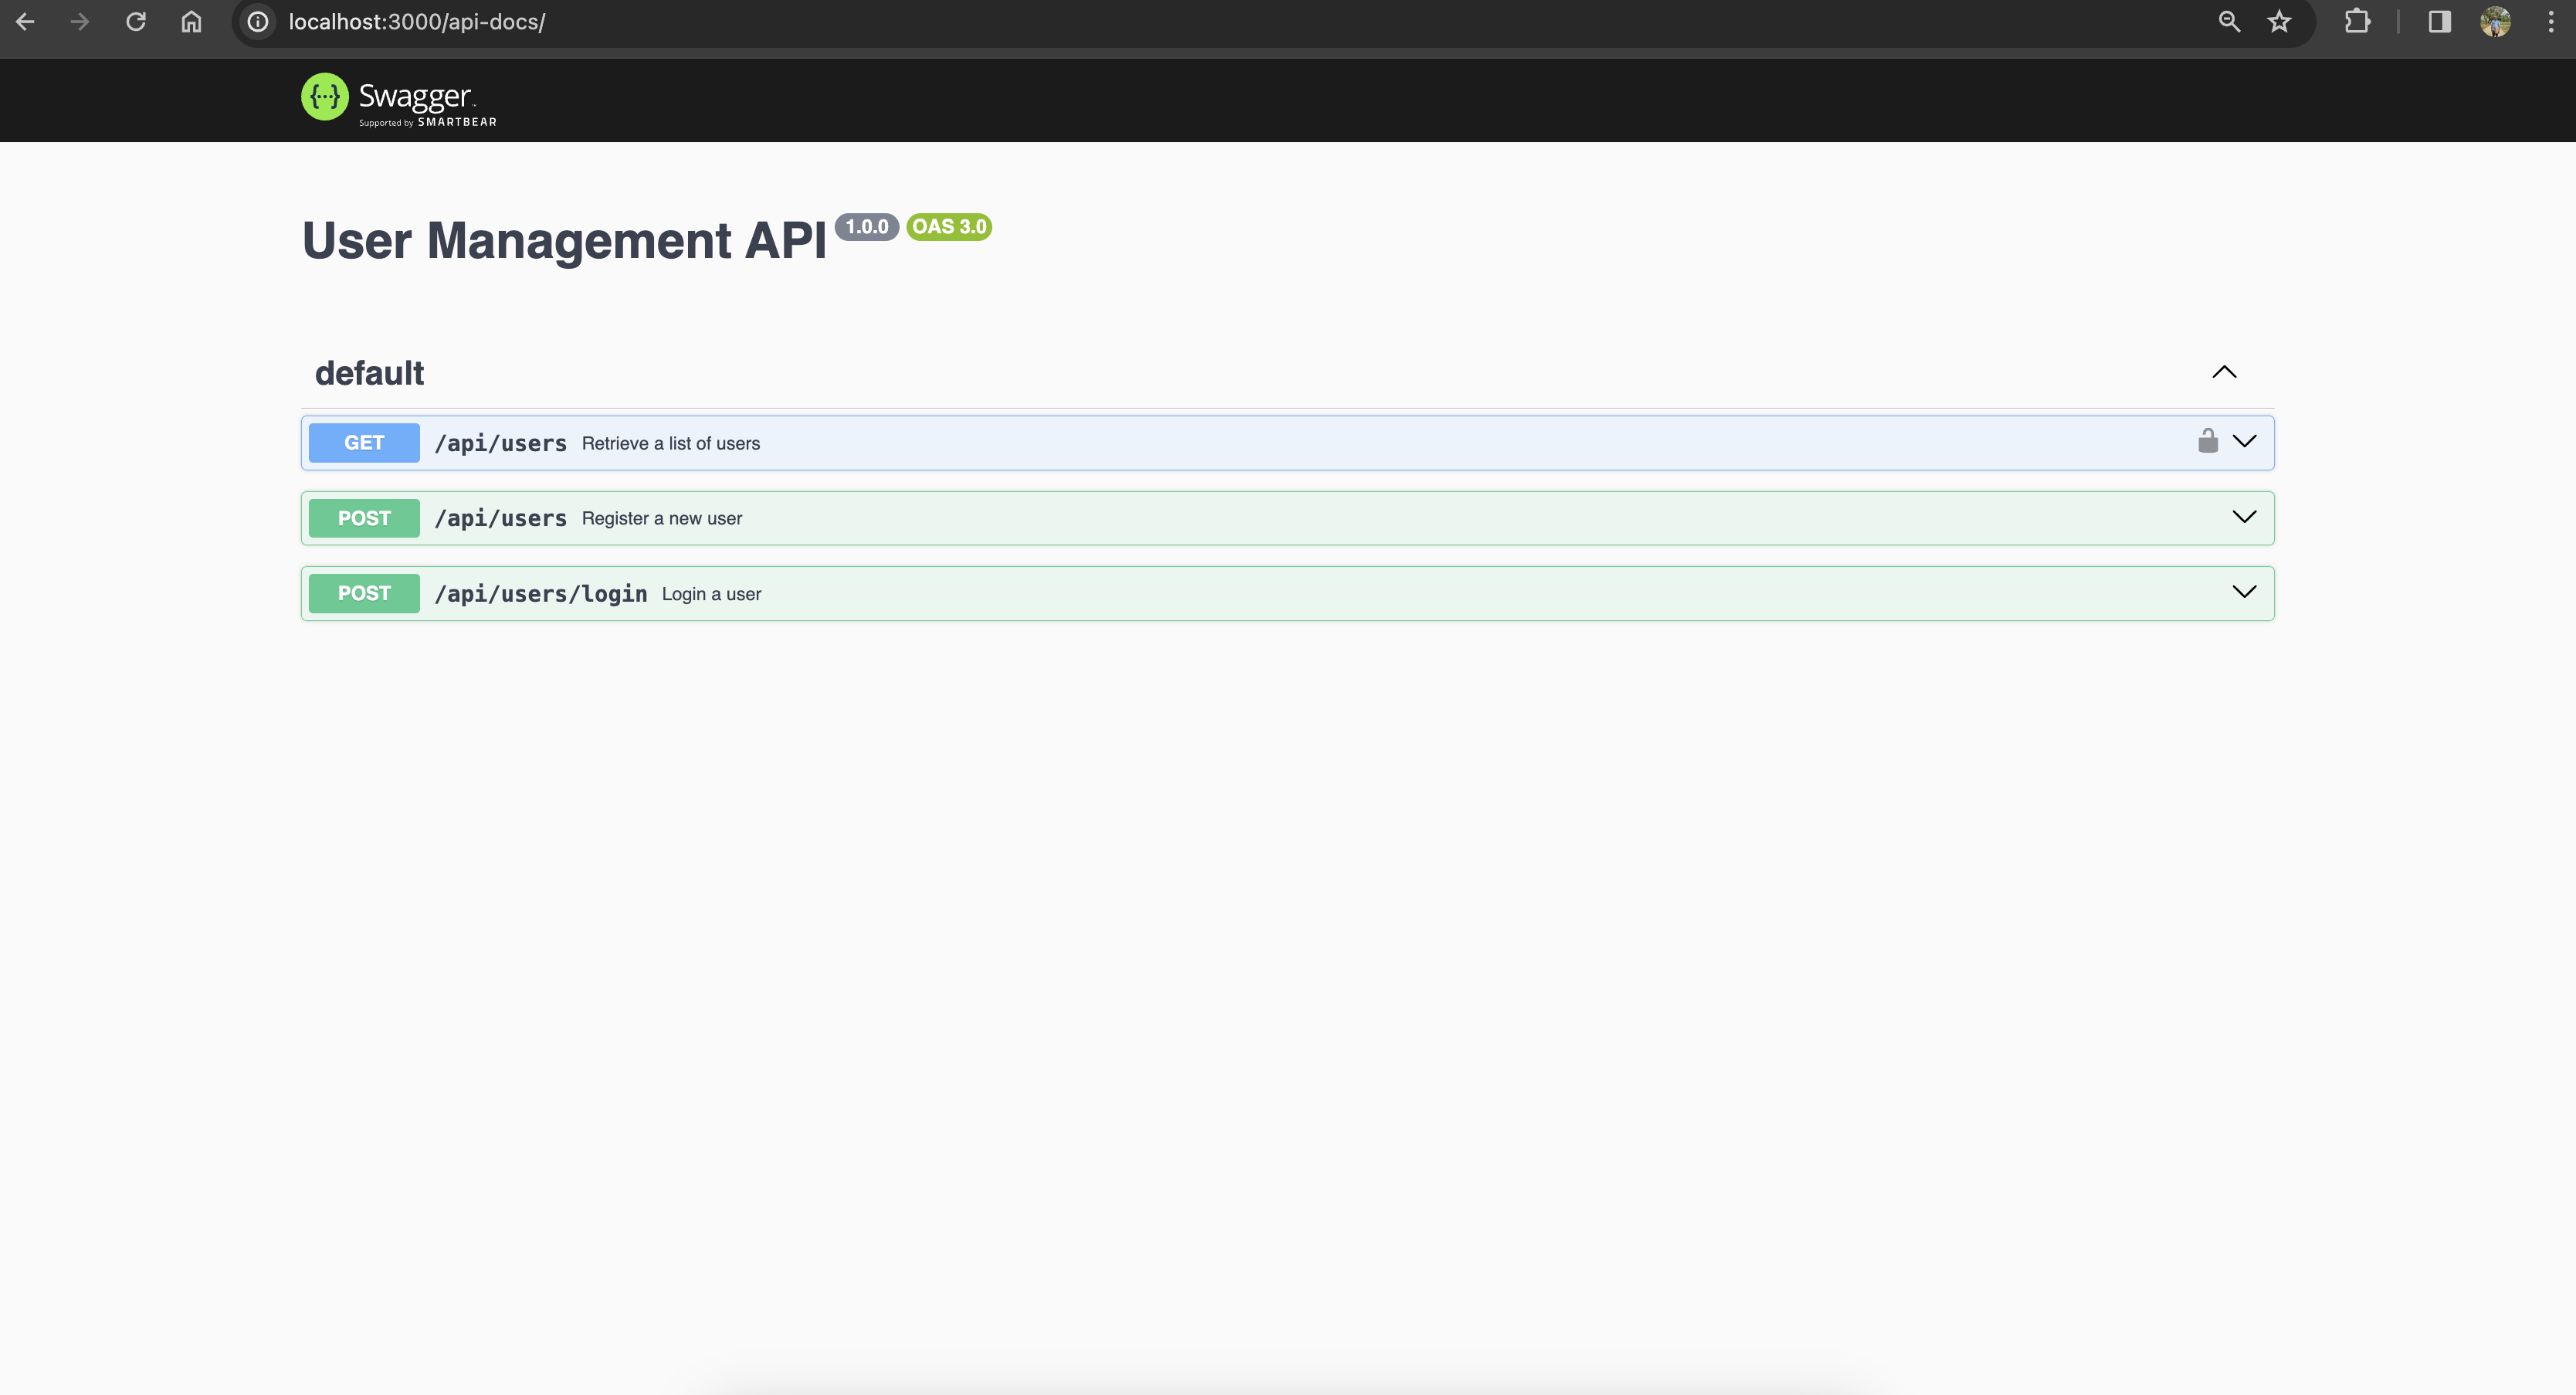 localhost:3000/api-docs/
{...} Swagger
Supported by SMARTBEAR
User Management API 1.0.0 OAS 3.0
default
GET /api/users Retrieve a list of users
POST /api/users Register a new user
POST /api/users/login Login a user